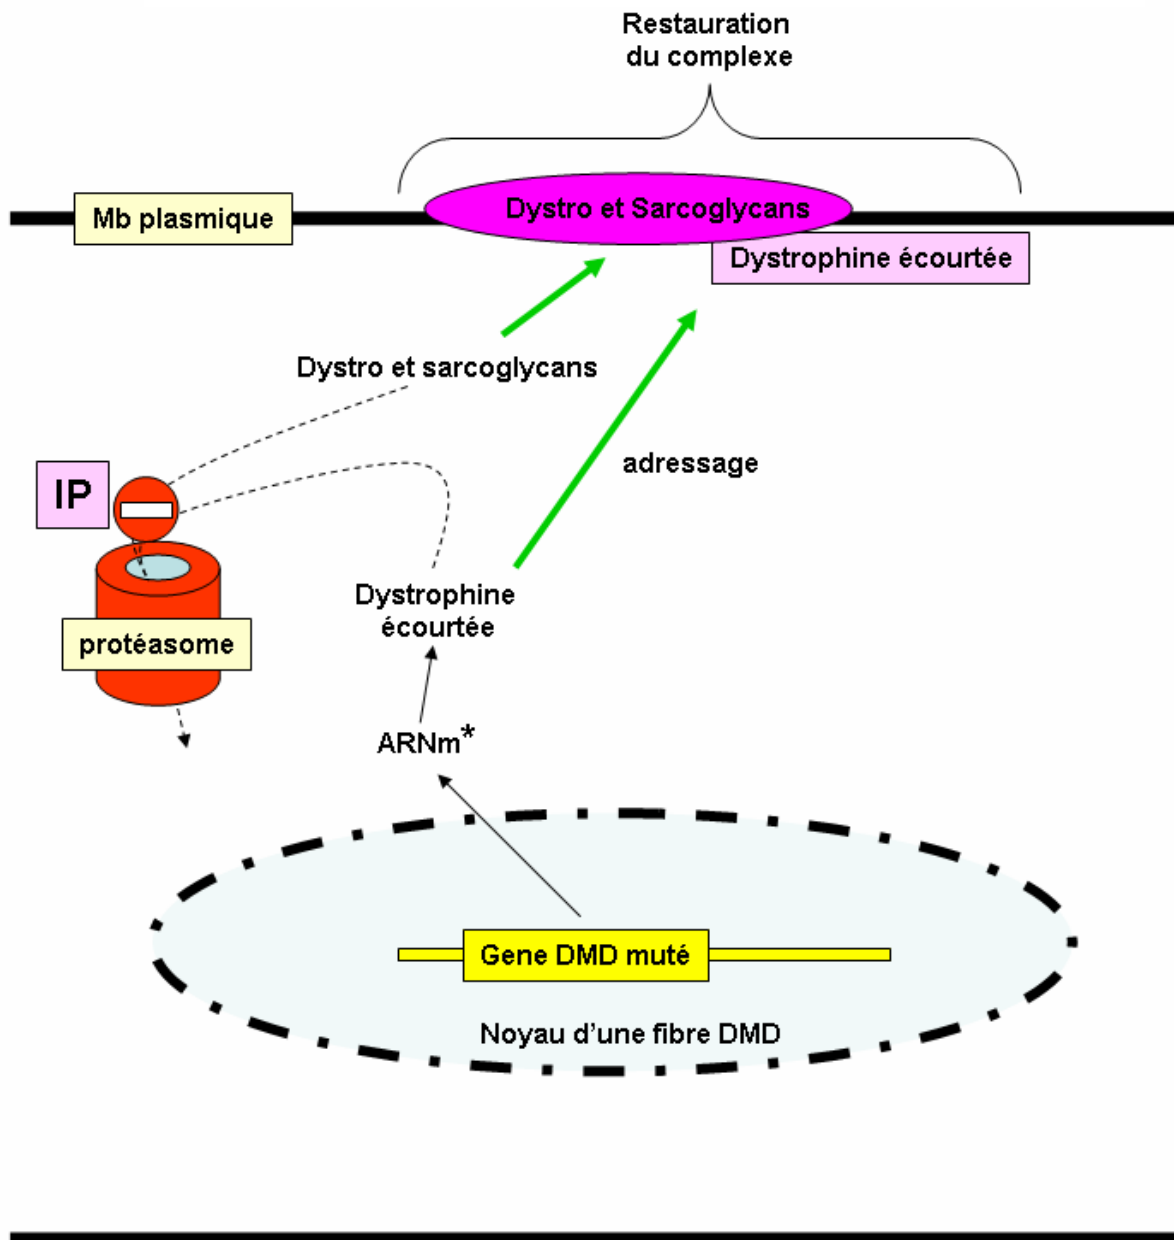 Restauration
du complexe
Mb plasmique
Dystro et Sarcoglycans
Dystrophine écourtée
Dystro et sarcoglycans
adressage
IP
Dystrophine
écourtée
protéasome
ARNm*
Gene DMD muté
Noyau d'une fibre DMD